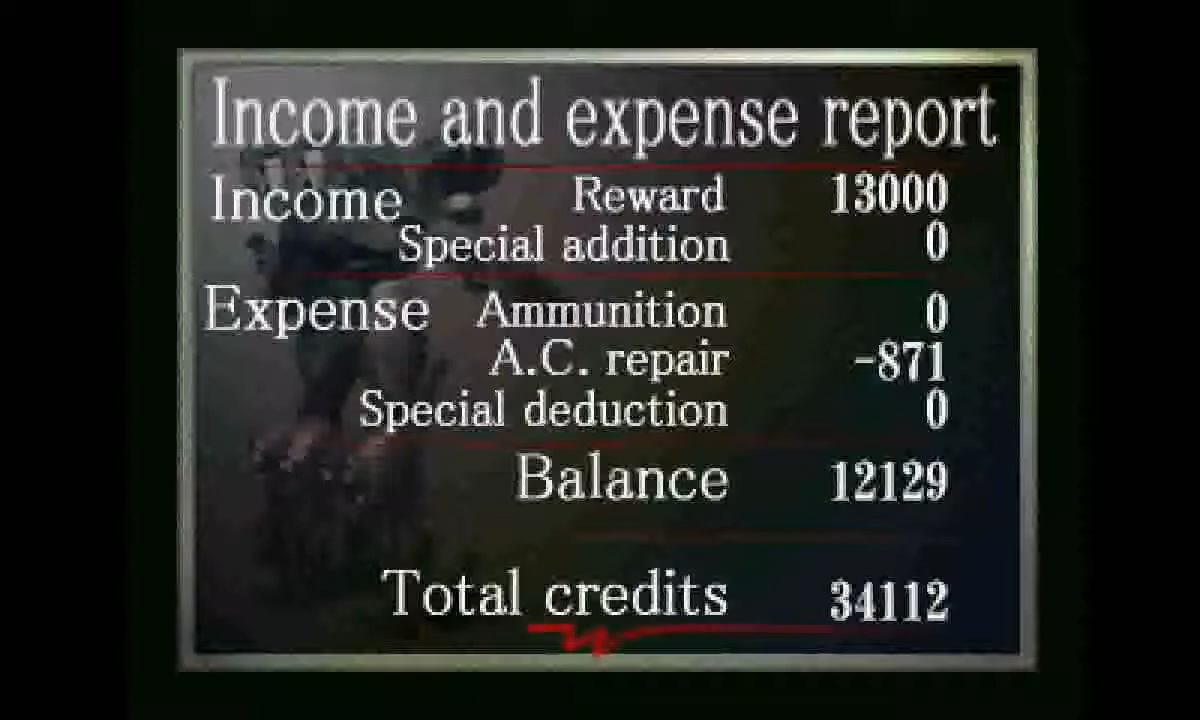 Income and expense report
Income Reward 13000
Special addition 0
Expense Ammunition 0
A.C. repair -871
Special deduction 0
Balance 12129
Total credits 34112